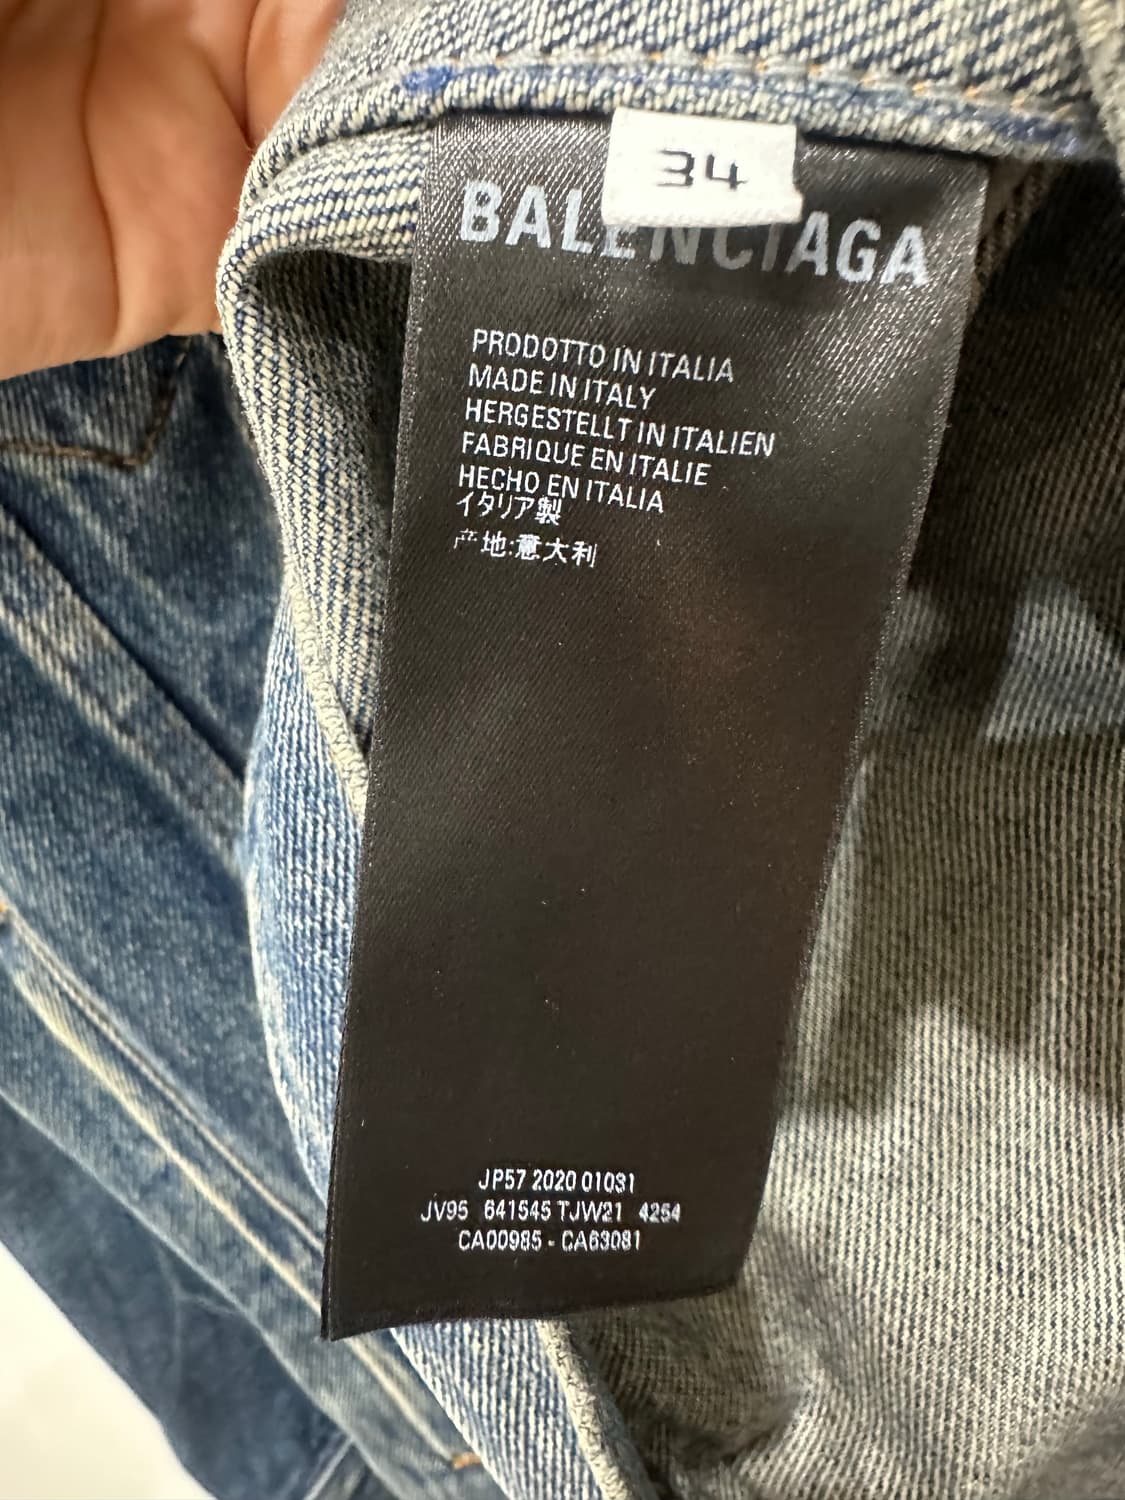 34
BALENCIAGA
PRODOTTO IN ITALIA
MADE IN ITALY
HERGESTELLT IN ITALIEN
FABRIQUE EN ITALIE
HECHO EN ITALIA
イタリア製
产地:意大利
JP57 2020 01031
JV95 641545 TJW21 4254
CA00985 - CA63081